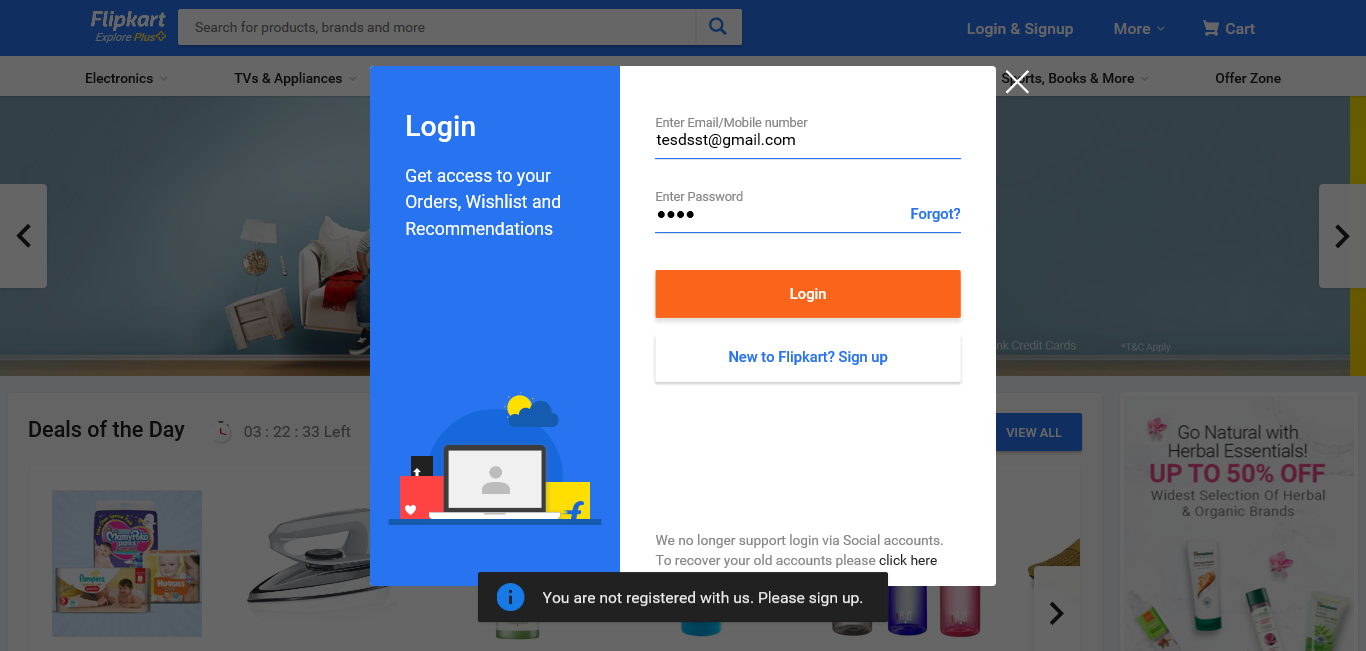 Flipkart
Explore Plus
Search for products, brands and more
Login & Signup
More
Cart
Electronics
TVs & Appliances
Sports, Books & More
Offer Zone
Login
Get access to your
Orders, Wishlist and
Recommendations
Enter Email/Mobile number
tesdsst@gmail.com
Enter Password
Forgot?
Login
New to Flipkart? Sign up
We no longer support login via Social accounts.
To recover your old accounts please click here
You are not registered with us. Please sign up.
nk Credit Cards
*T&C Apply
Deals of the Day
03 : 22 : 33 Left
VIEW ALL
MamyPoko
pants
Pampers
HUGGIES
Go Natural with
Herbal Essentials!
UP TO 50% OFF
Widest Selection Of Herbal
& Organic Brands